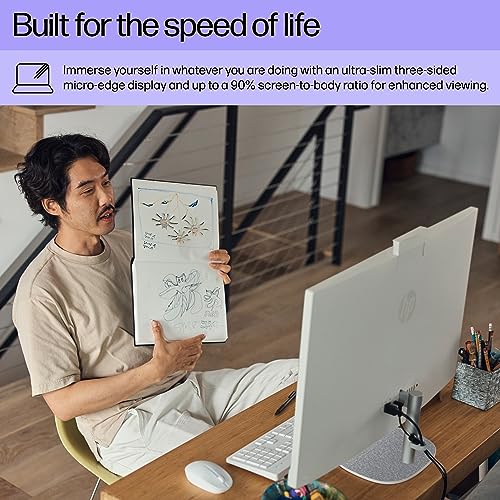 Built for the speed of life
Immerse yourself in whatever you are doing with an ultra-slim three-sided
micro-edge display and up to a 90% screen-to-body ratio for enhanced viewing.
hp